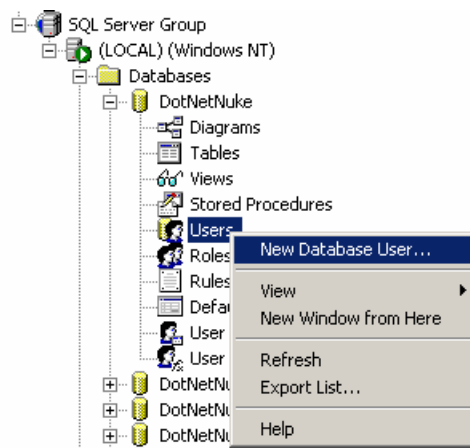 SQL Server Group
(LOCAL) (Windows NT)
Databases
DotNetNuke
Diagrams
Tables
Views
Stored Procedures
Users
Roles
Rules
User
User
New Database User...
View
New Window from Here
Refresh
Export List...
Help